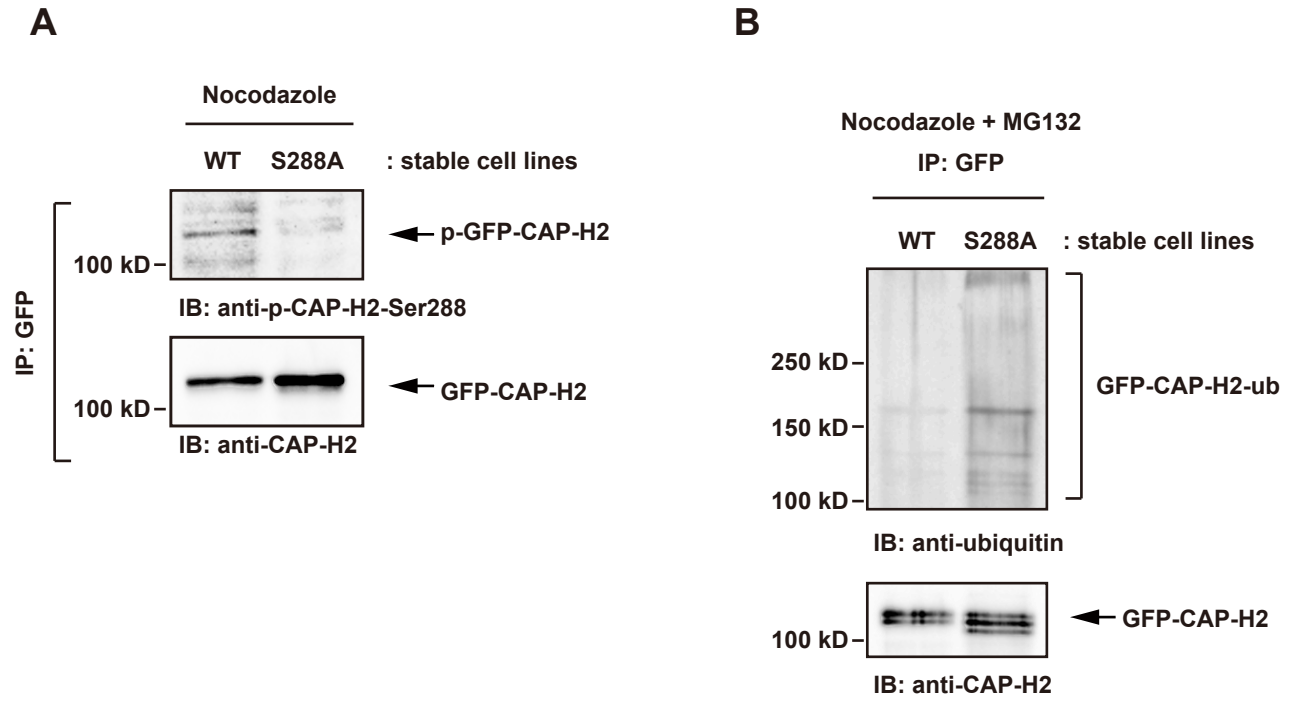 A
Nocodazole
WT S288A : stable cell lines
p-GFP-CAP-H2
100 kD
IB: anti-p-CAP-H2-Ser288
IP: GFP
GFP-CAP-H2
100 kD
IB: anti-CAP-H2
B
Nocodazole + MG132
IP: GFP
WT S288A : stable cell lines
250 kD
GFP-CAP-H2-ub
150 kD
100 kD
IB: anti-ubiquitin
GFP-CAP-H2
100 kD
IB: anti-CAP-H2